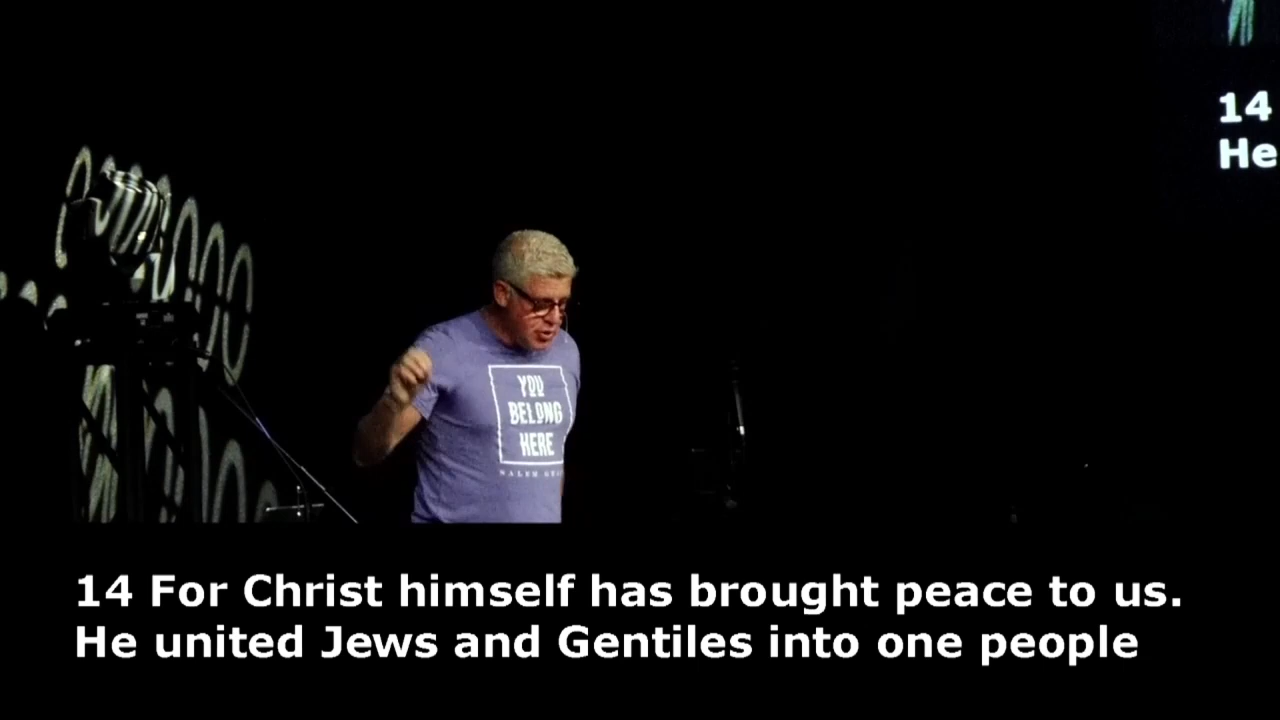 14
He
YOU
BELONG
HERE
14 For Christ himself has brought peace to us.
He united Jews and Gentiles into one people